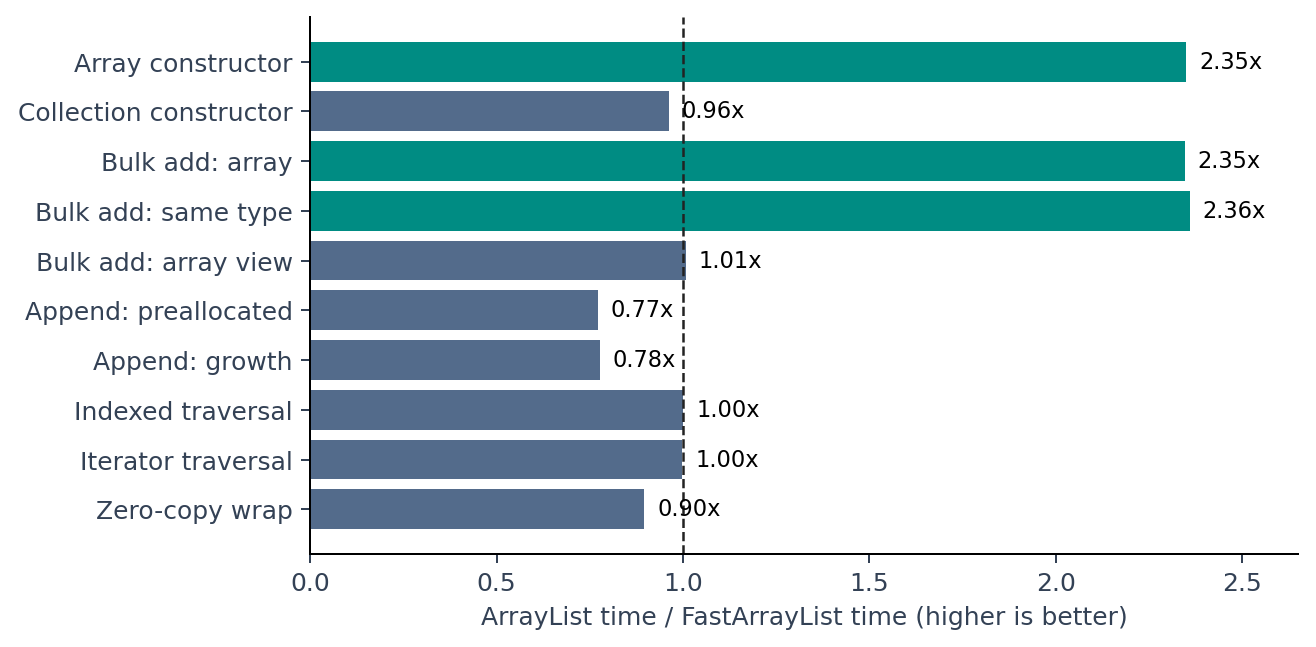 Array constructor 2.35x
Collection constructor 0.96x
Bulk add: array 2.35x
Bulk add: same type 2.36x
Bulk add: array view 1.01x
Append: preallocated 0.77x
Append: growth 0.78x
Indexed traversal 1.00x
Iterator traversal 1.00x
Zero-copy wrap 0.90x
0.0 0.5 1.0 1.5 2.0 2.5
ArrayList time / FastArrayList time (higher is better)